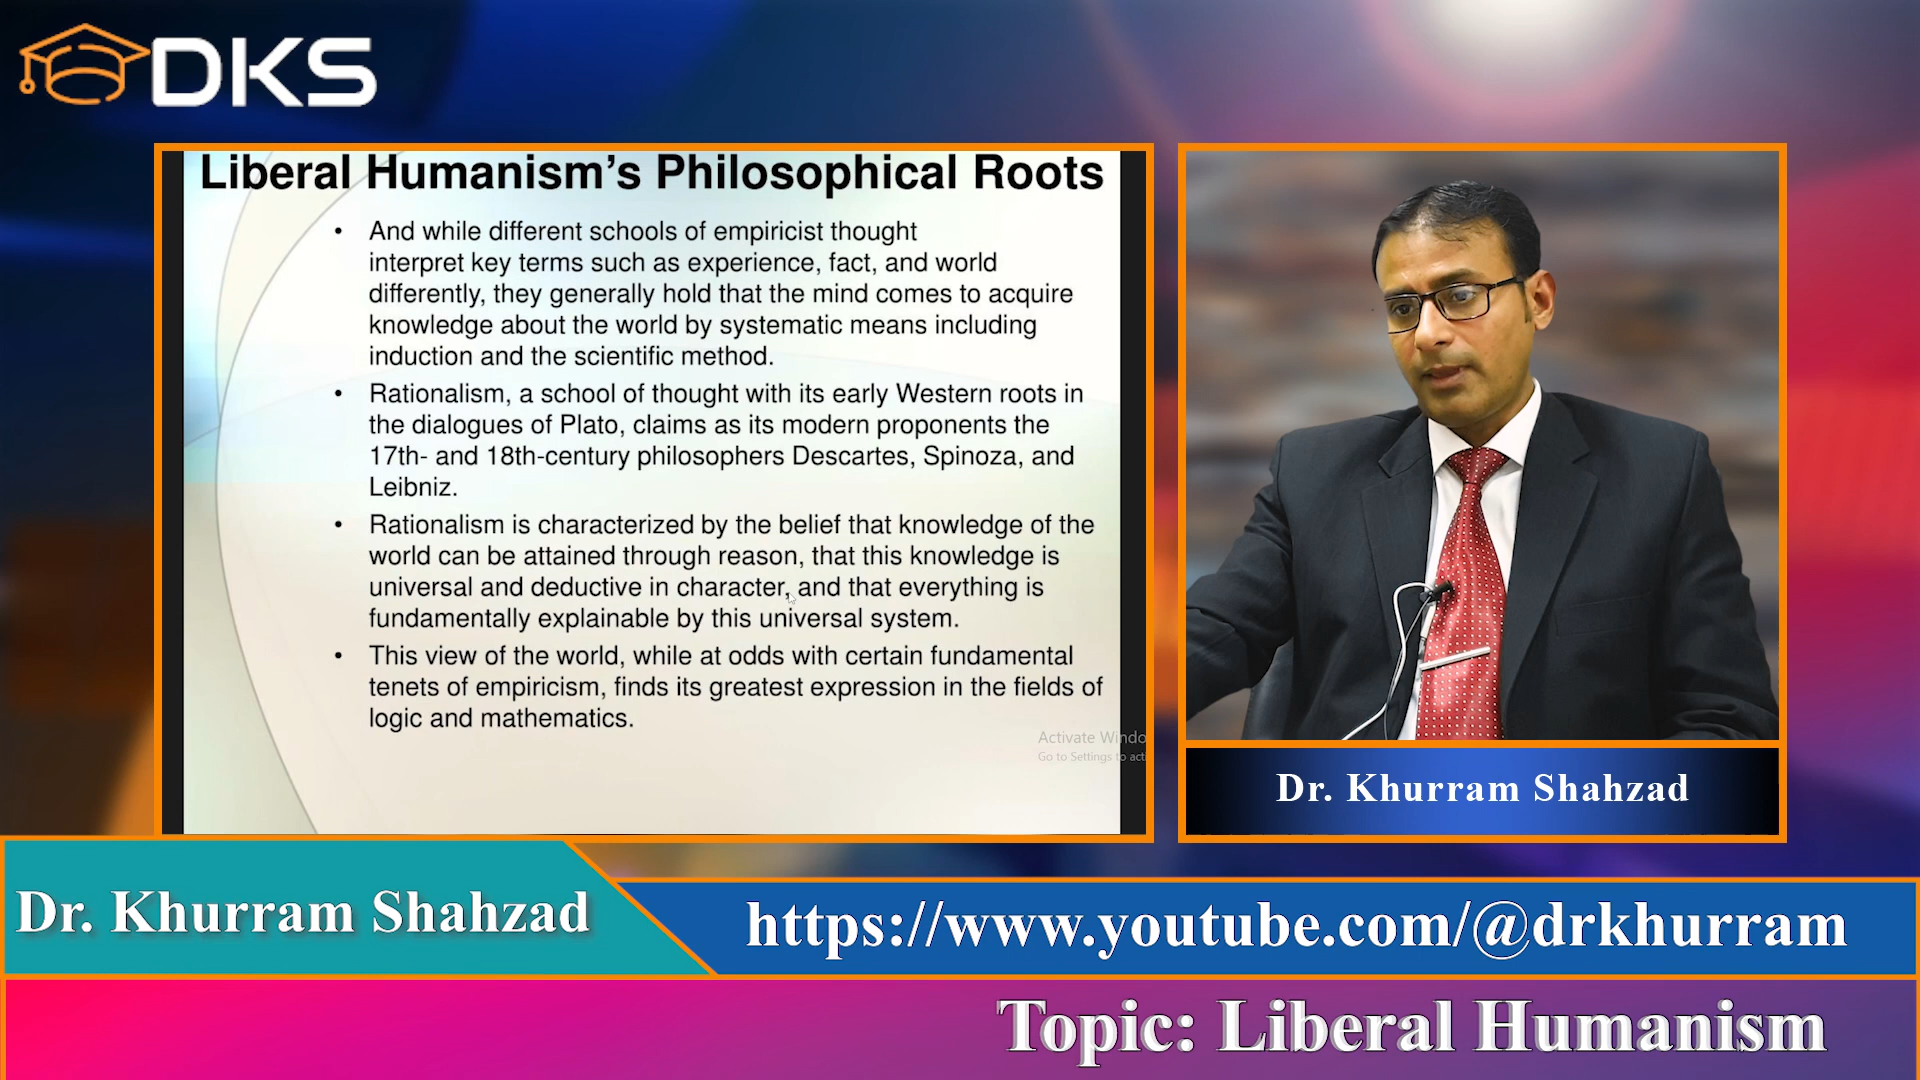 DKS
Liberal Humanism’s Philosophical Roots
• And while different schools of empiricist thought
interpret key terms such as experience, fact, and world
differently, they generally hold that the mind comes to acquire
knowledge about the world by systematic means including
induction and the scientific method.
• Rationalism, a school of thought with its early Western roots in
the dialogues of Plato, claims as its modern proponents the
17th- and 18th-century philosophers Descartes, Spinoza, and
Leibniz.
• Rationalism is characterized by the belief that knowledge of the
world can be attained through reason, that this knowledge is
universal and deductive in character, and that everything is
fundamentally explainable by this universal system.
• This view of the world, while at odds with certain fundamental
tenets of empiricism, finds its greatest expression in the fields of
logic and mathematics.
Activate Windo
Go to Settings to acti
Dr. Khurram Shahzad
Dr. Khurram Shahzad
https://www.youtube.com/@drkhurram
Topic: Liberal Humanism